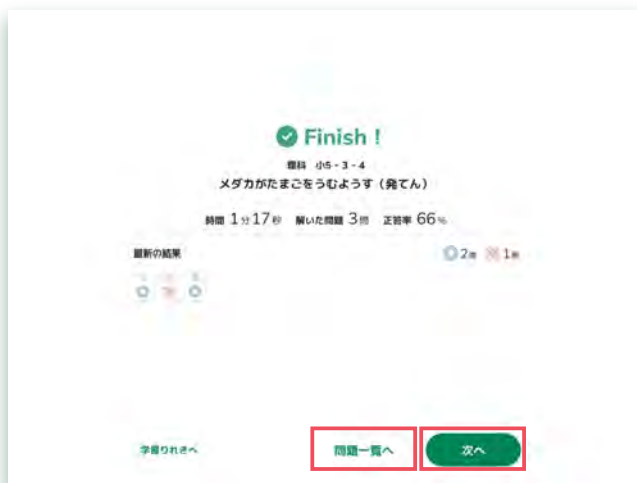 Finish !
理科 小5 - 3 - 4
メダカがたまごをうむようす（発てん）
時間 1分17秒 解いた問題 3問 正答率 66%
最新の結果
2問 1問
1 2 3
学習りれきへ
問題一覧へ
次へ